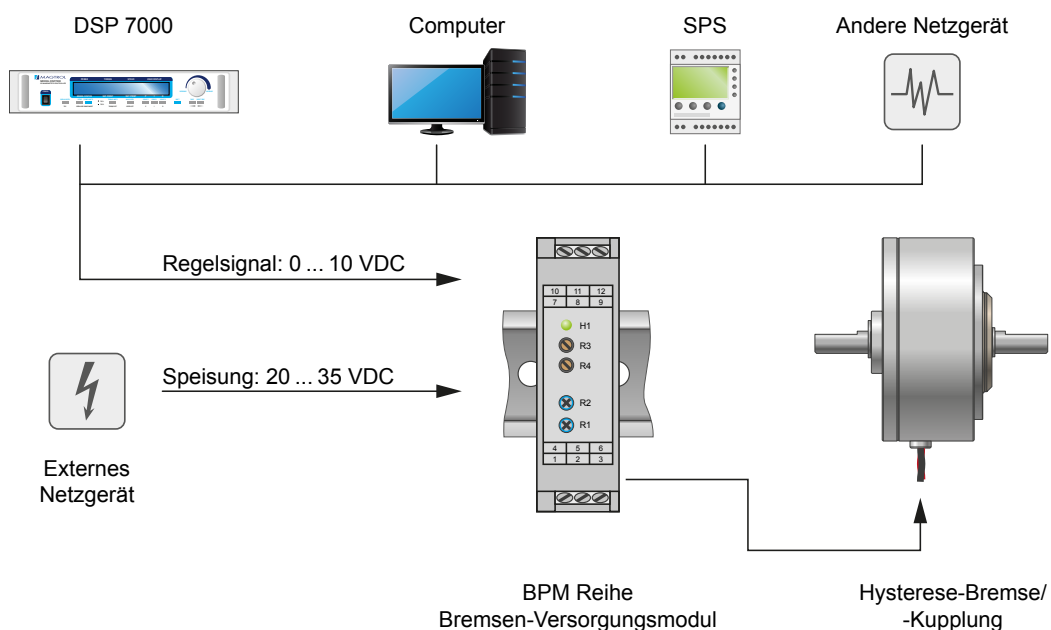 DSP 7000
Computer
SPS
Andere Netzgerät
MAGTROL
Regelsignal: 0 ... 10 VDC
10 11 12
7 8 9
H1
R3
R4
R2
R1
4 5 6
1 2 3
Speisung: 20 ... 35 VDC
Externes
Netzgerät
BPM Reihe
Bremsen-Versorgungsmodul
Hysterese-Bremse/
-Kupplung